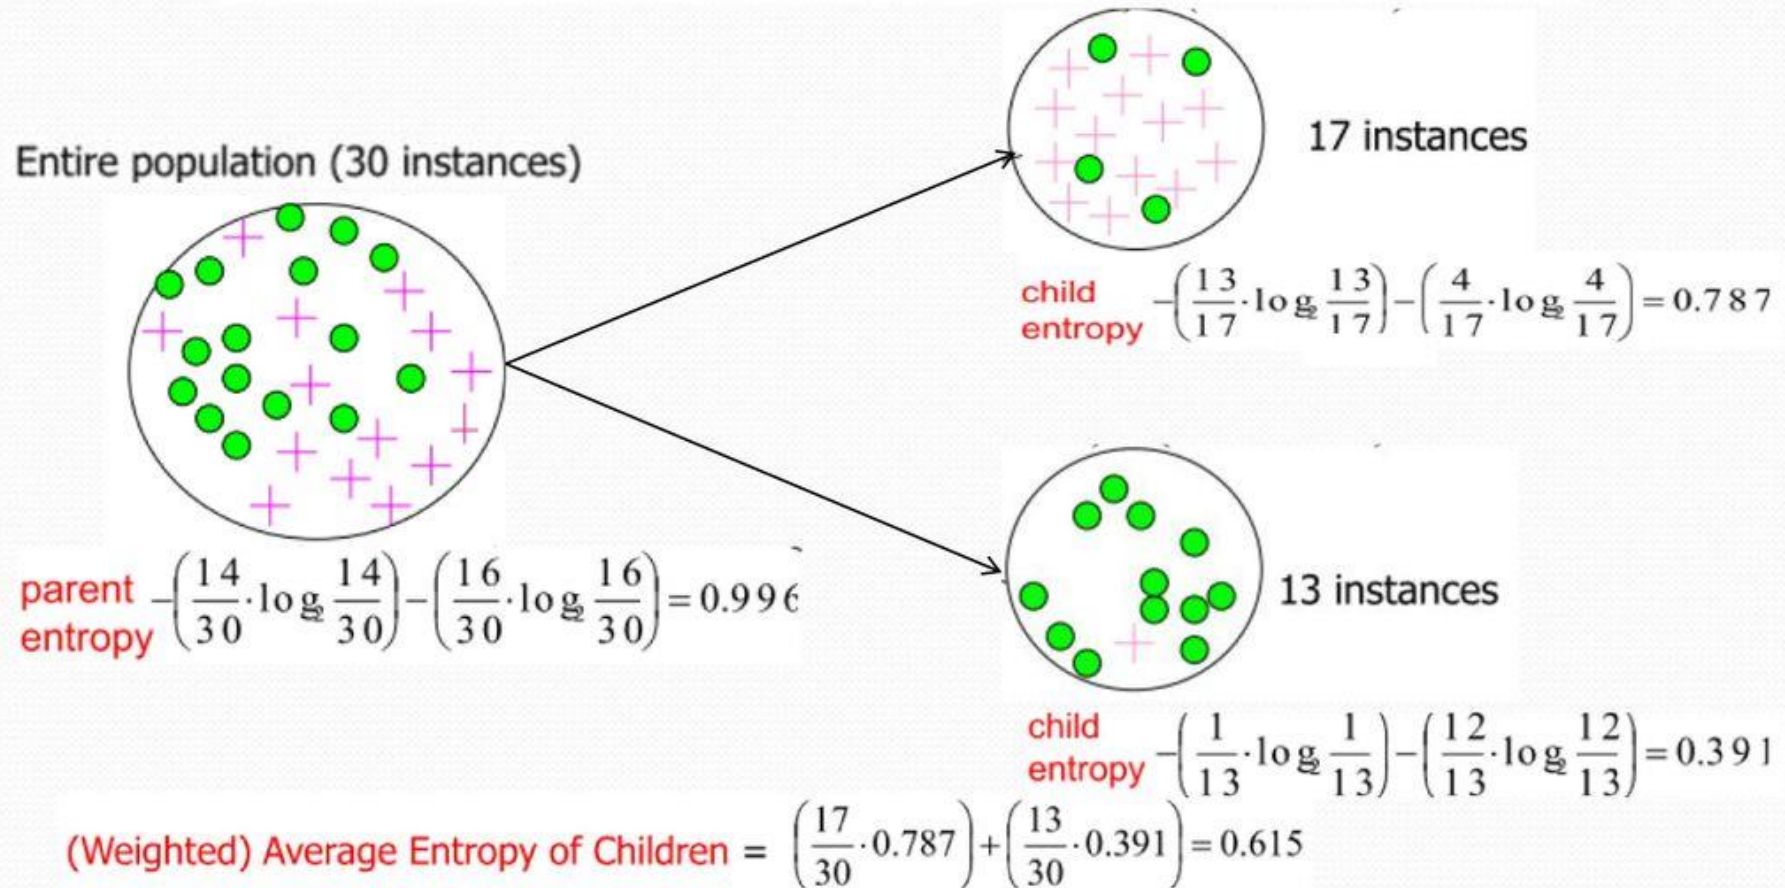 17 instances
Entire population (30 instances)
child entropy -(13/17 · log₂ 13/17) - (4/17 · log₂ 4/17) = 0.787
13 instances
parent entropy -(14/30 · log₂ 14/30) - (16/30 · log₂ 16/30) = 0.996
child entropy -(1/13 · log₂ 1/13) - (12/13 · log₂ 12/13) = 0.391
(Weighted) Average Entropy of Children = (17/30 · 0.787) + (13/30 · 0.391) = 0.615